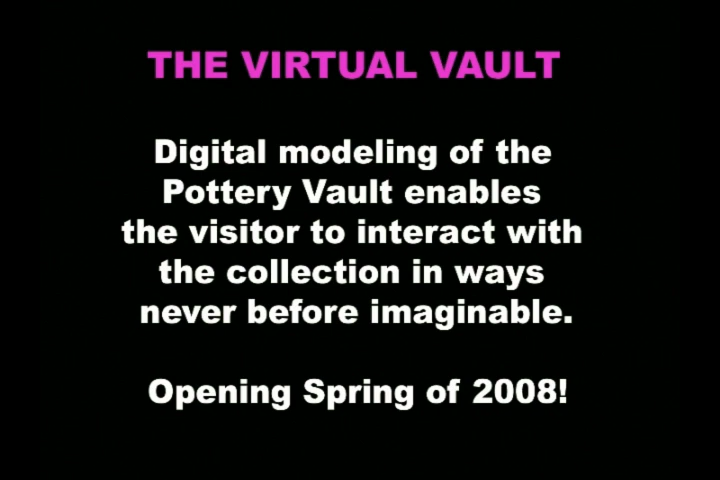 THE VIRTUAL VAULT
Digital modeling of the
Pottery Vault enables
the visitor to interact with
the collection in ways
never before imaginable.
Opening Spring of 2008!